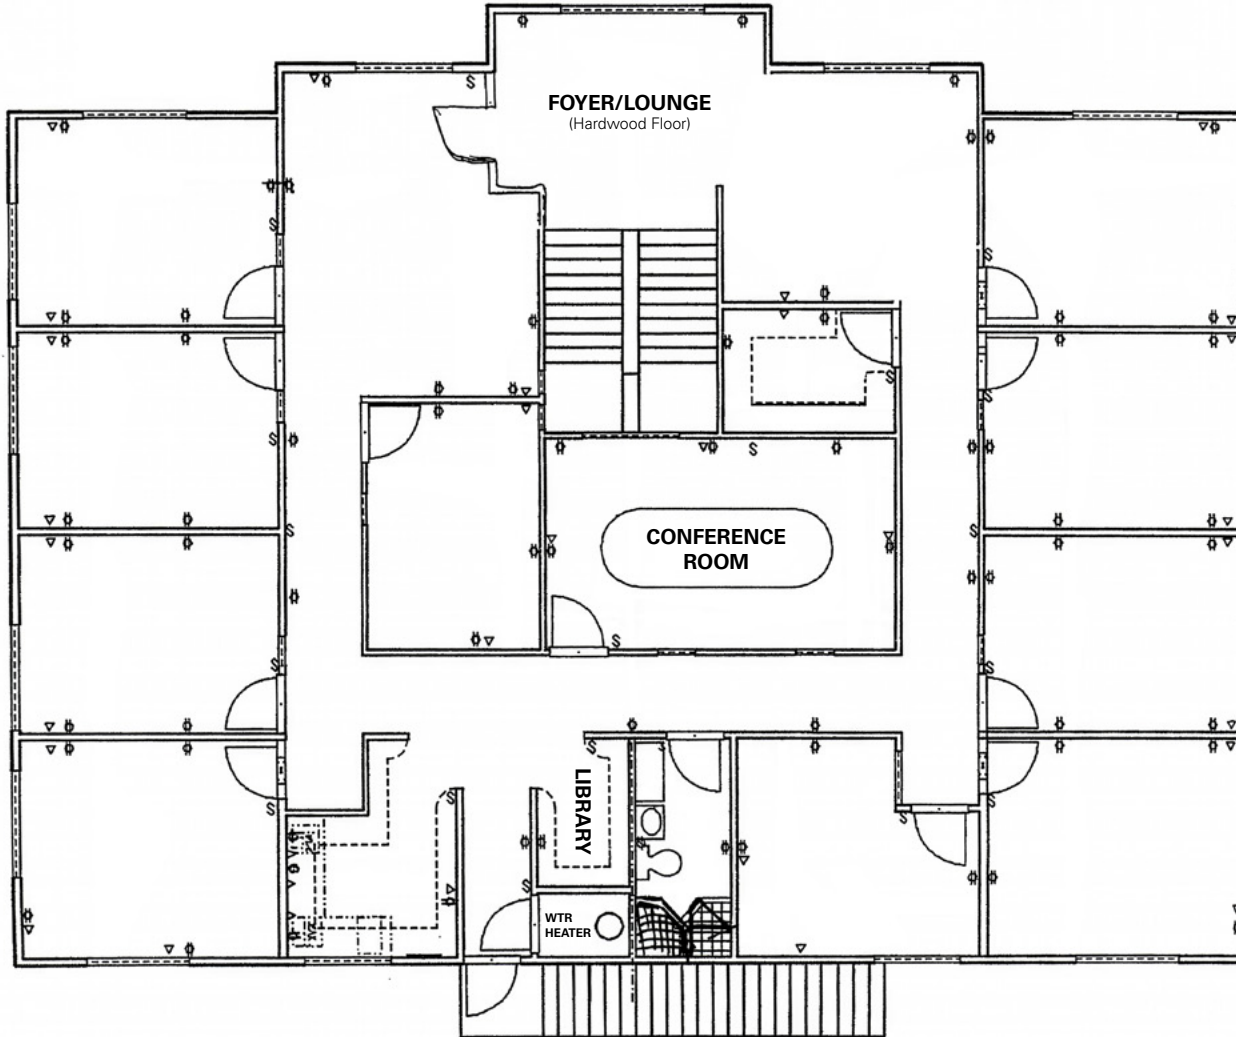 FOYER/LOUNGE
(Hardwood Floor)
CONFERENCE
ROOM
LIBRARY
WTR
HEATER